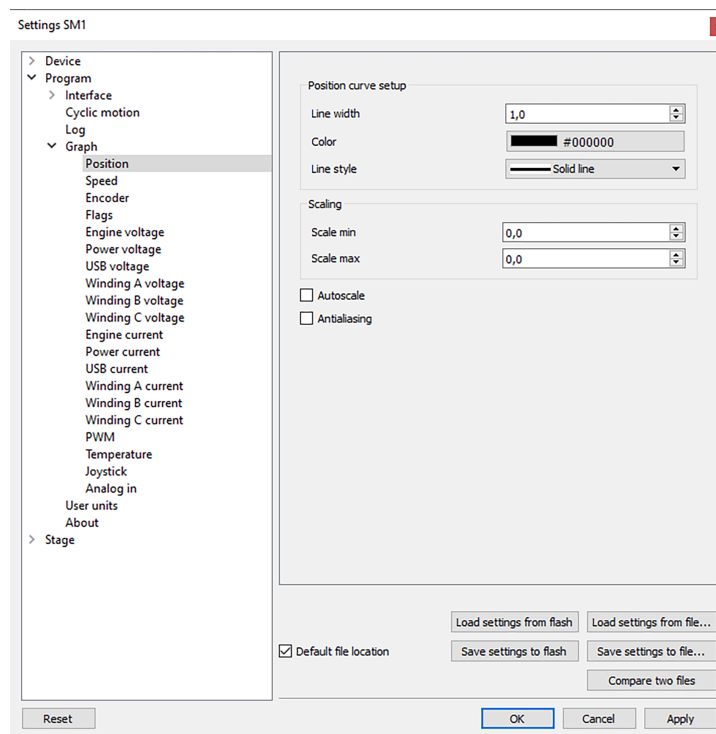 Settings SM1
Device
Program
Interface
Cyclic motion
Log
Graph
Position
Speed
Encoder
Flags
Engine voltage
Power voltage
USB voltage
Winding A voltage
Winding B voltage
Winding C voltage
Engine current
Power current
USB current
Winding A current
Winding B current
Winding C current
PWM
Temperature
Joystick
Analog in
User units
About
Stage
Position curve setup
Line width 1,0
Color #000000
Line style Solid line
Scaling
Scale min 0,0
Scale max 0,0
Autoscale
Antialiasing
Load settings from flash Load settings from file...
Default file location Save settings to flash Save settings to file...
Compare two files
Reset OK Cancel Apply